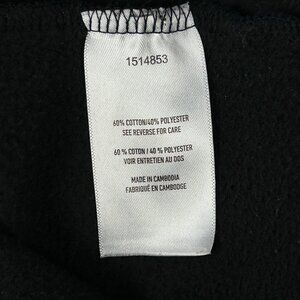 1514853
60% COTTON/40% POLYESTER
SEE REVERSE FOR CARE
60 % COTON / 40 % POLYESTER
VOIR ENTRETIEN AU DOS
MADE IN CAMBODIA
FABRIQUÉ EN CAMBODGE